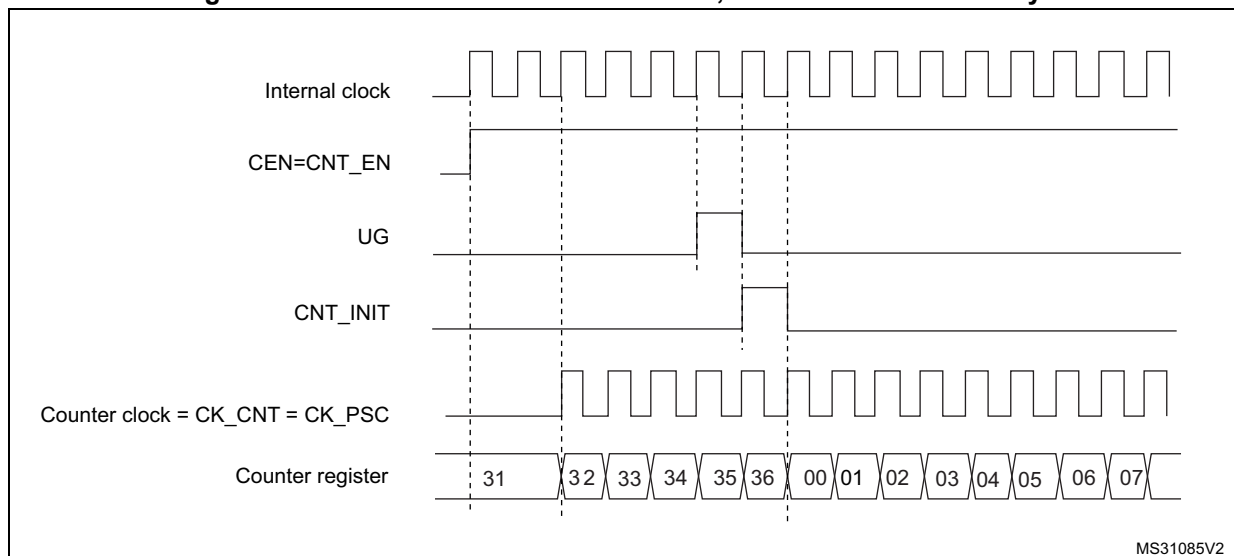 Internal clock
CEN=CNT_EN
UG
CNT_INIT
Counter clock = CK_CNT = CK_PSC
Counter register 31 32 33 34 35 36 00 01 02 03 04 05 06 07
MS31085V2